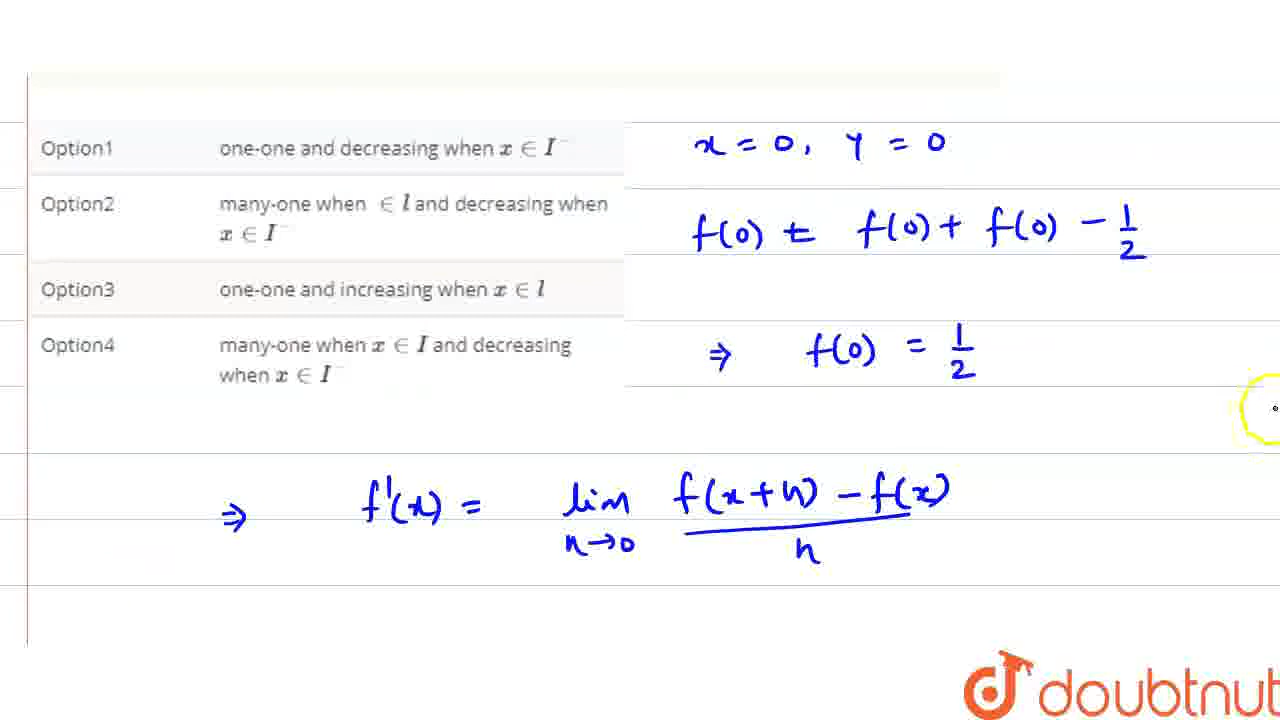 Option1 one-one and decreasing when x ∈ I⁻
Option2 many-one when ∈ l and decreasing when
x ∈ I⁻
Option3 one-one and increasing when x ∈ l
Option4 many-one when x ∈ I and decreasing
when x ∈ I⁻
x = 0, y = 0
f(0) = f(0) + f(0) - 1/2
⇒ f(0) = 1/2
⇒ f'(x) = lim h→0 f(x+h) - f(x) / h
doubtnut